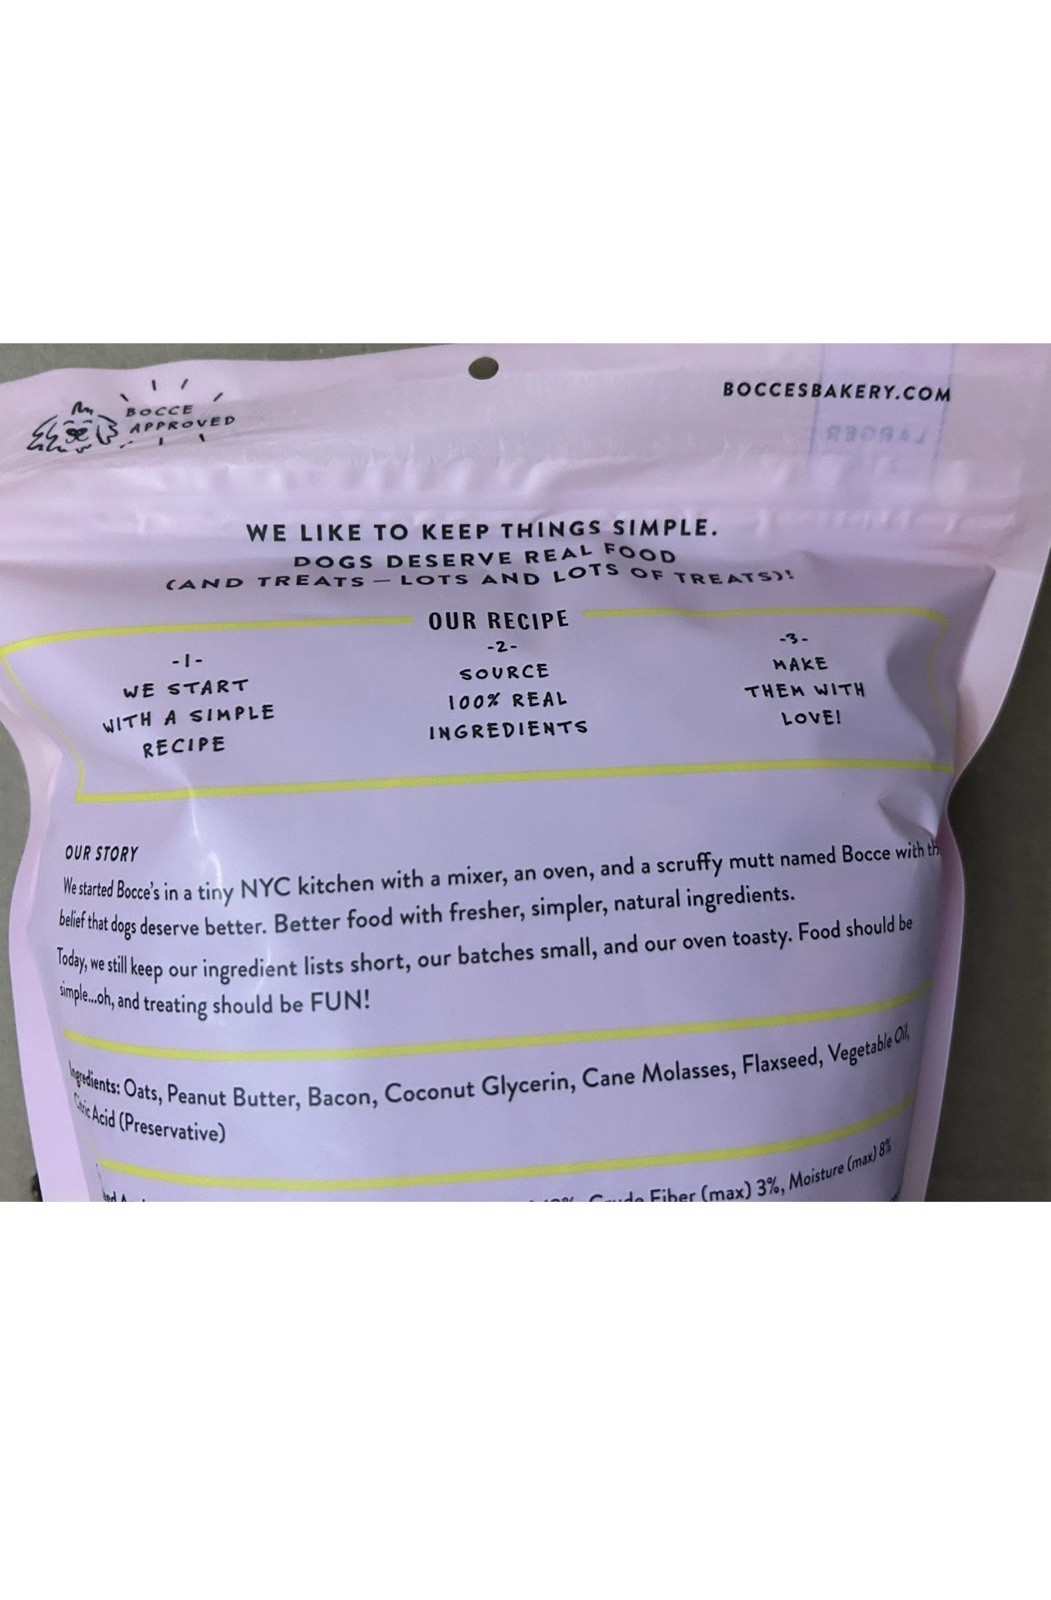 BOCCE
APPROVED
BOCCESBAKERY.COM
LARGER
WE LIKE TO KEEP THINGS SIMPLE.
DOGS DESERVE REAL FOOD
(AND TREATS — LOTS AND LOTS OF TREATS)!
OUR RECIPE
-1-
WE START
WITH A SIMPLE
RECIPE
-2-
SOURCE
100% REAL
INGREDIENTS
-3-
MAKE
THEM WITH
LOVE!
OUR STORY
We started Bocce's in a tiny NYC kitchen with a mixer, an oven, and a scruffy mutt named Bocce with th
belief that dogs deserve better. Better food with fresher, simpler, natural ingredients.
Today, we still keep our ingredient lists short, our batches small, and our oven toasty. Food should be
simple...oh, and treating should be FUN!
Ingredients: Oats, Peanut Butter, Bacon, Coconut Glycerin, Cane Molasses, Flaxseed, Vegetable Oil,
Citric Acid (Preservative)
Crude Fiber (max) 3%, Moisture (max) 8%